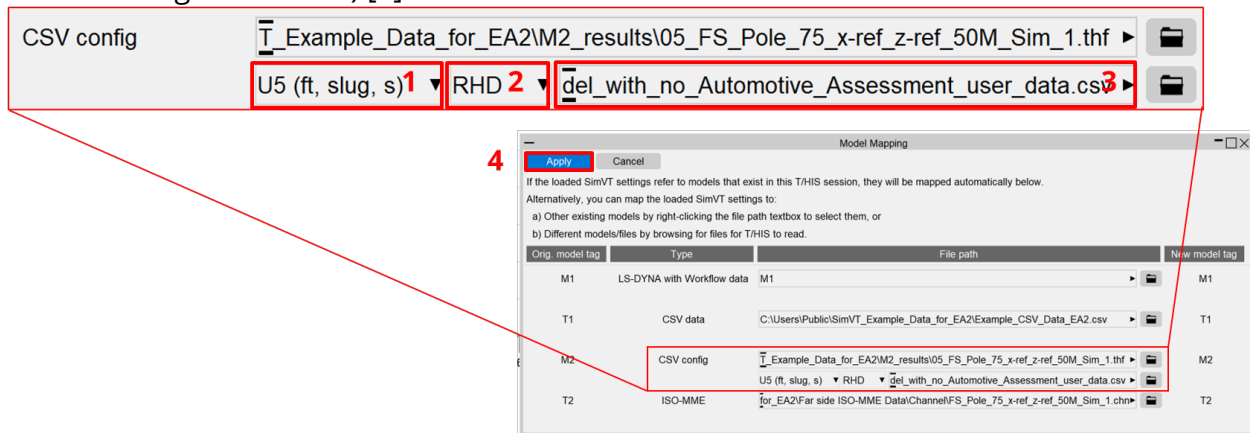 CSV config T_Example_Data_for_EA2\M2_results\05_FS_Pole_75_x-ref_z-ref_50M_Sim_1.thf
U5 (ft, slug, s) 1 RHD 2 del_with_no_Automotive_Assessment_user_data.csv 3
Model Mapping
4 Apply Cancel
If the loaded SimVT settings refer to models that exist in this T/HIS session, they will be mapped automatically below.
Alternatively, you can map the loaded SimVT settings to:
a) Other existing models by right-clicking the file path textbox to select them, or
b) Different models/files by browsing for files for T/HIS to read.
Orig. model tag Type File path New model tag
M1 LS-DYNA with Workflow data M1 M1
T1 CSV data C:\Users\Public\SimVT_Example_Data_for_EA2\Example_CSV_Data_EA2.csv T1
M2 CSV config T_Example_Data_for_EA2\M2_results\05_FS_Pole_75_x-ref_z-ref_50M_Sim_1.thf M2
U5 (ft, slug, s) RHD del_with_no_Automotive_Assessment_user_data.csv
T2 ISO-MME for_EA2\Far side ISO-MME Data\Channel\FS_Pole_75_x-ref_z-ref_50M_Sim_1.chn T2